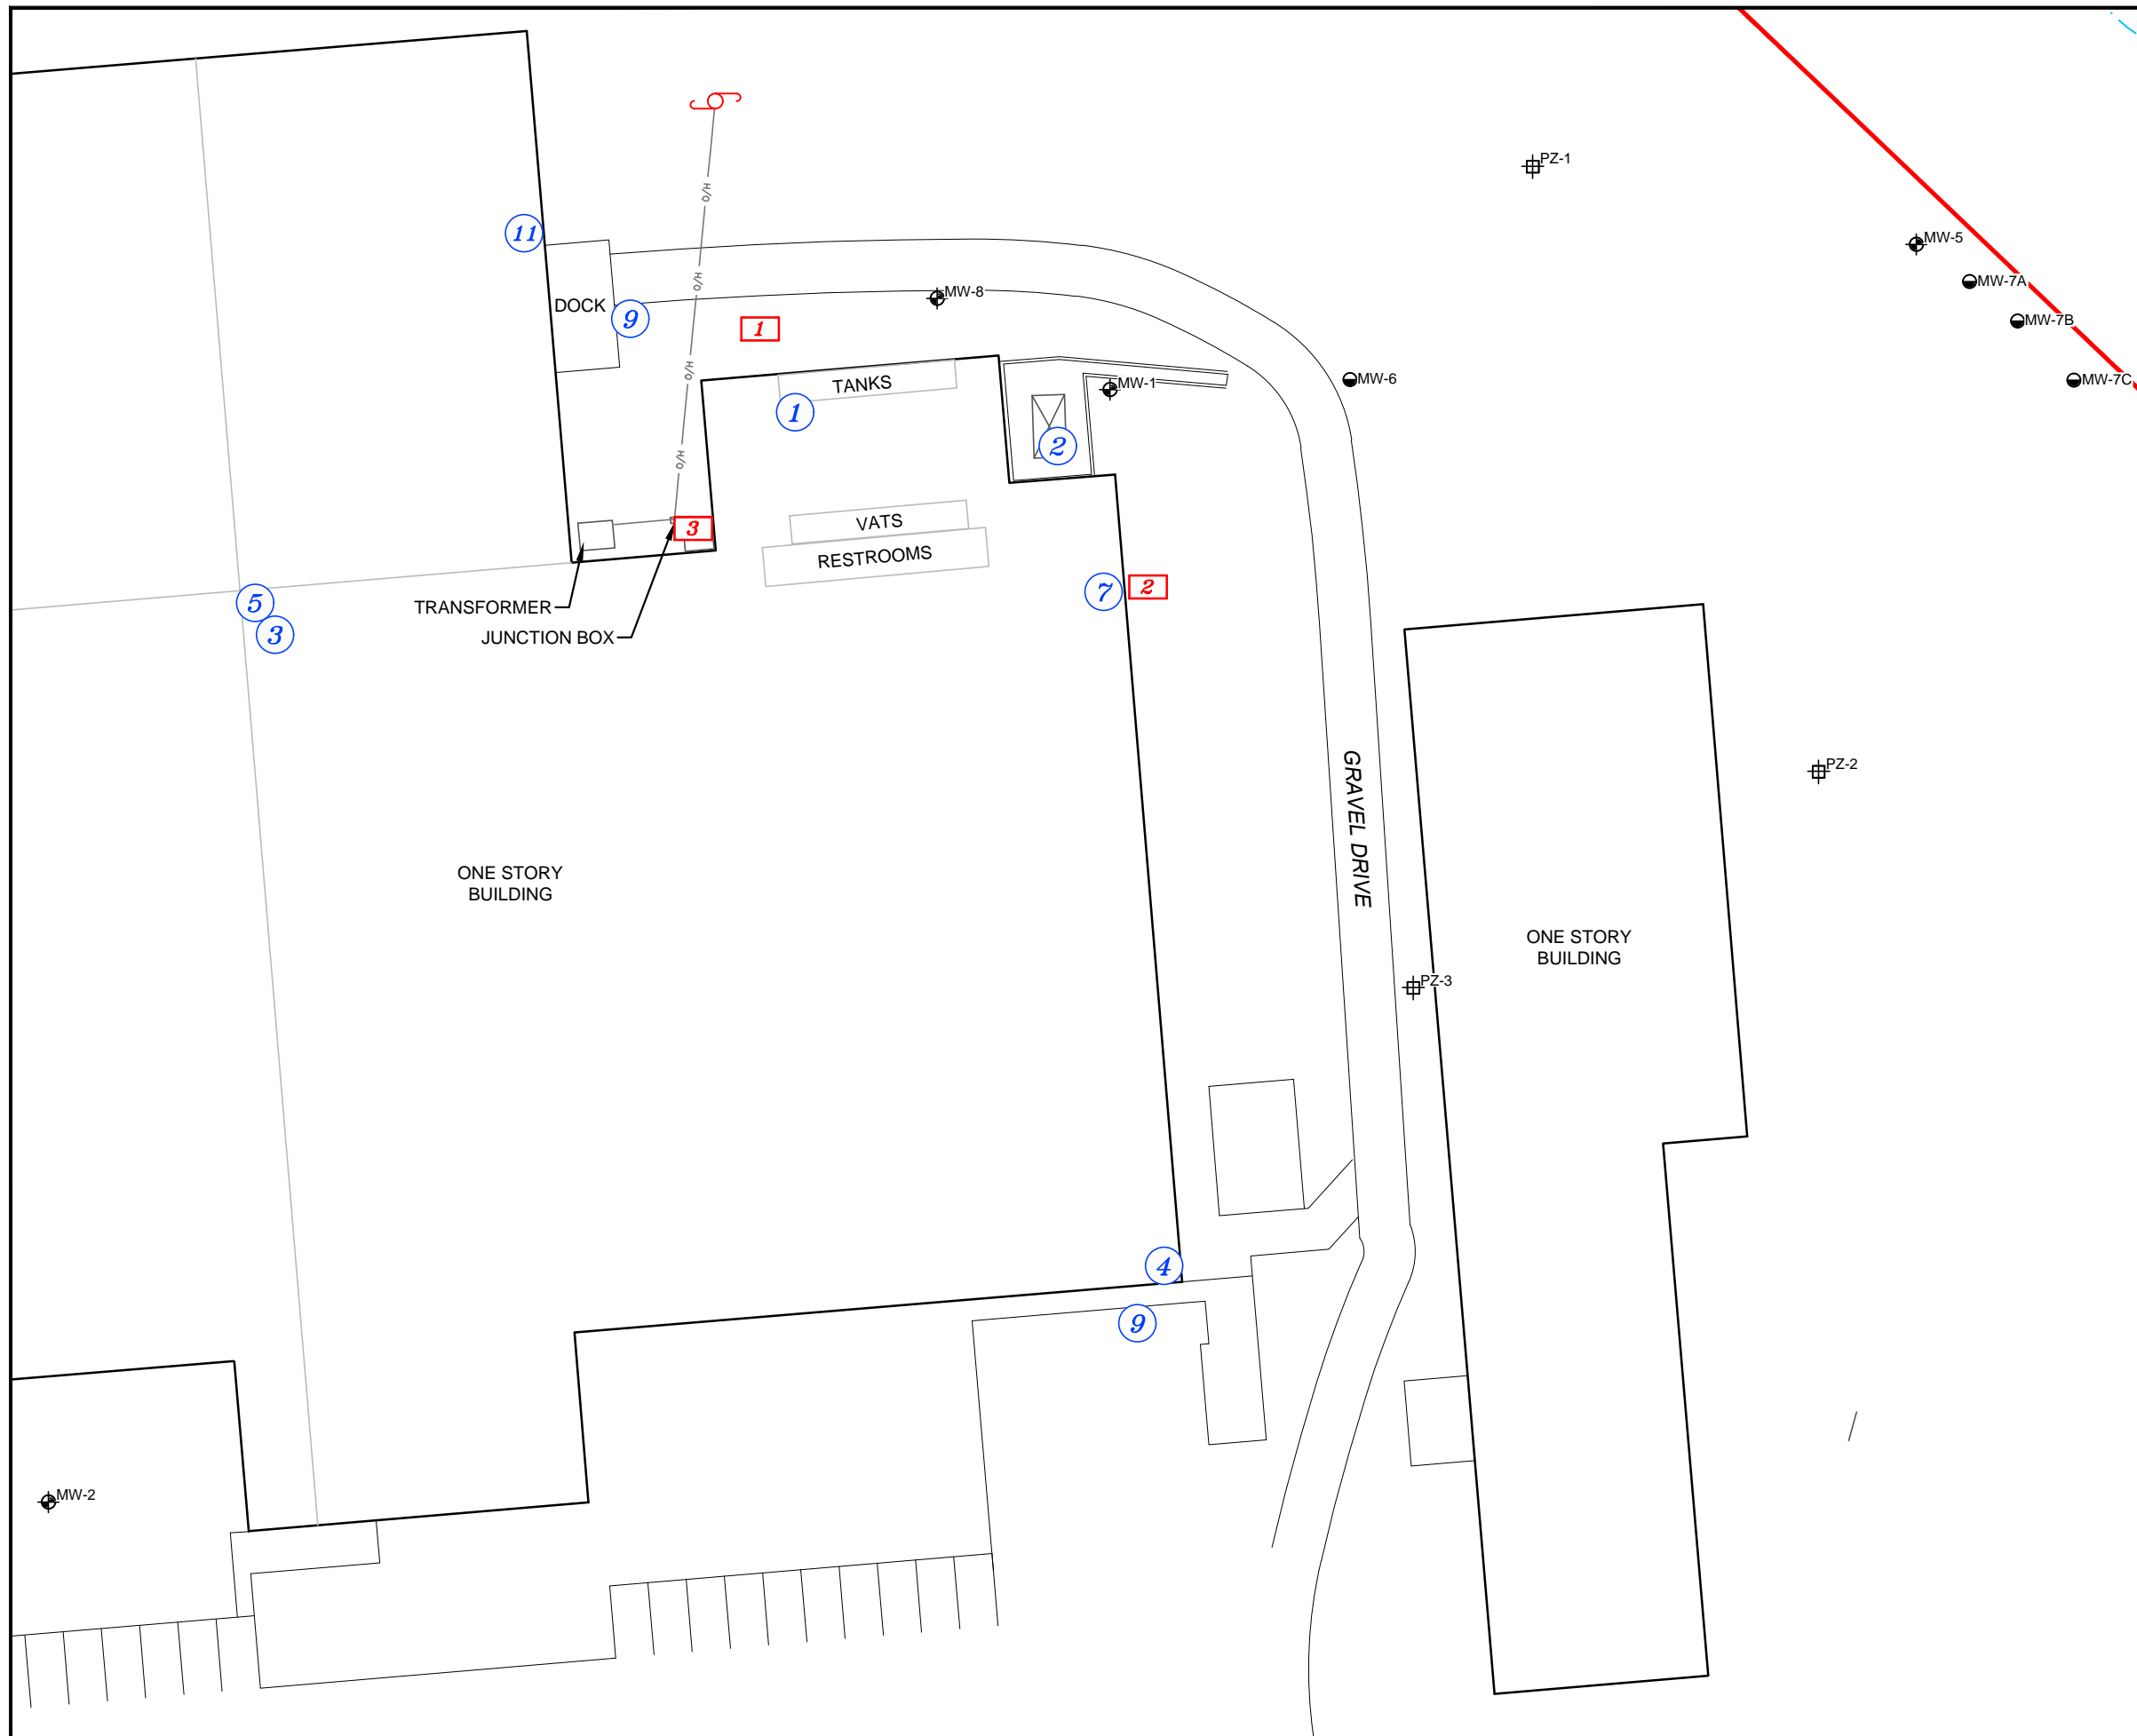 PZ-1
11
MW-5
MW-7A
MW-8
DOCK
9
1
MW-7B
O/H
O/H
O/H
O/H
TANKS
MW-1
MW-6
MW-7C
1
2
VATS
3
RESTROOMS
7
2
5
3
TRANSFORMER
JUNCTION BOX
PZ-2
GRAVEL DRIVE
ONE STORY
BUILDING
ONE STORY
BUILDING
PZ-3
4
9
MW-2